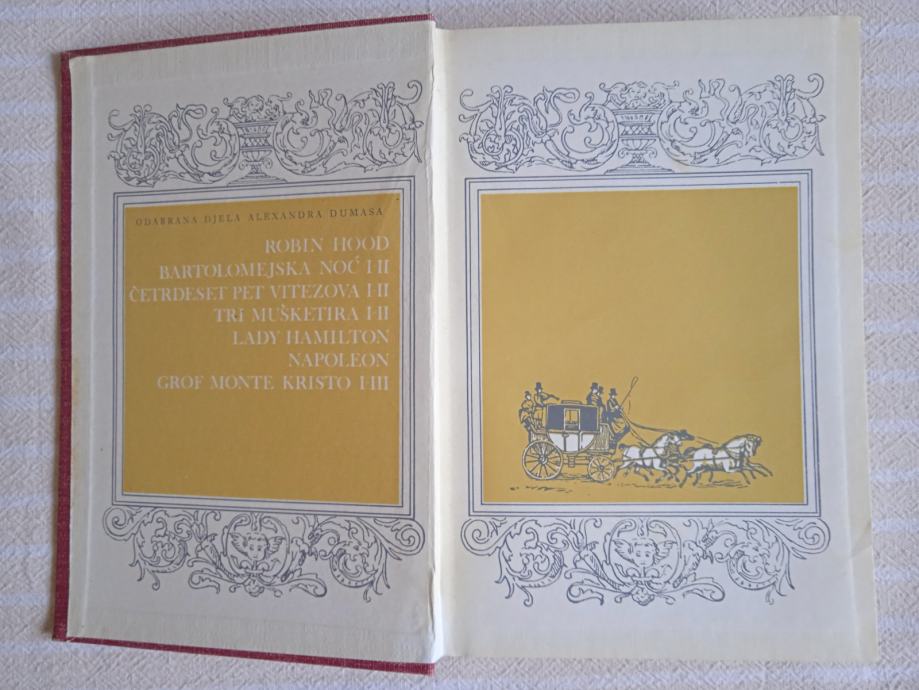 ODABRANA DJELA ALEXANDRA DUMASA
ROBIN HOOD
BARTOLOMEJSKA NOĆ I-II
ČETRDESET PET VITEZOVA I-II
TRI MUŠKETIRA I-II
LADY HAMILTON
NAPOLEON
GROF MONTE KRISTO I-III